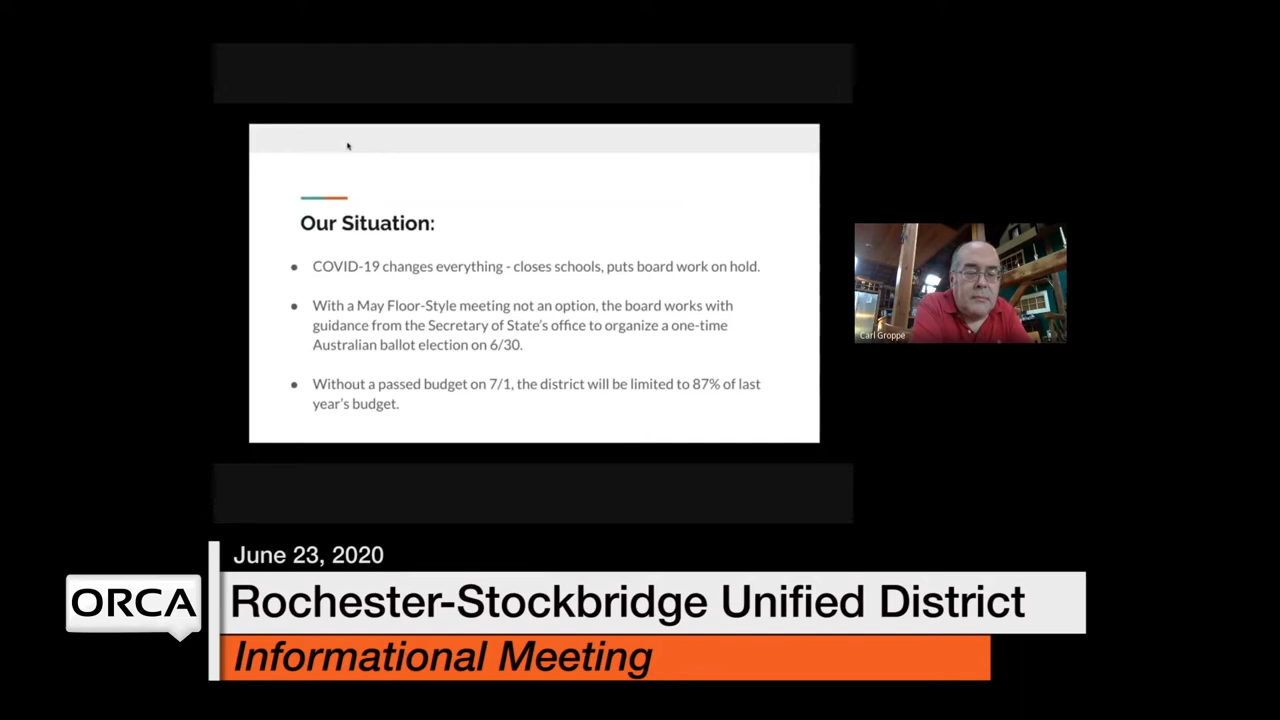 Our Situation:
● COVID-19 changes everything - closes schools, puts board work on hold.
● With a May Floor-Style meeting not an option, the board works with
guidance from the Secretary of State's office to organize a one-time
Australian ballot election on 6/30.
● Without a passed budget on 7/1, the district will be limited to 87% of last
year's budget.
Carl Groppe
June 23, 2020
ORCA
Rochester-Stockbridge Unified District
Informational Meeting